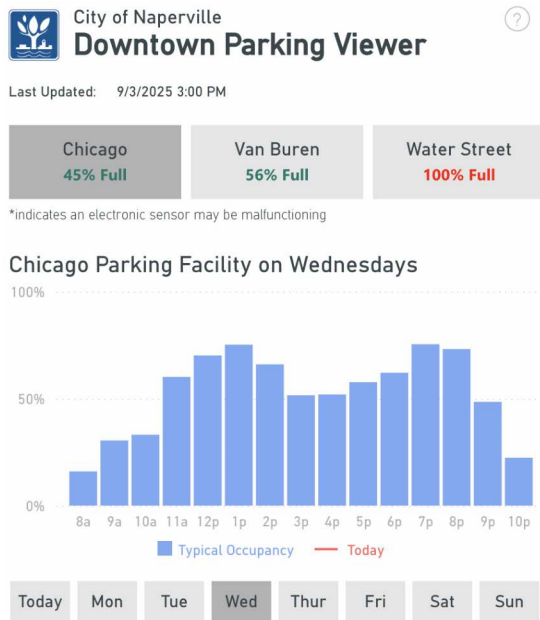 City of Naperville
Downtown Parking Viewer
?
Last Updated: 9/3/2025 3:00 PM
Chicago Van Buren Water Street
45% Full 56% Full 100% Full
*indicates an electronic sensor may be malfunctioning
Chicago Parking Facility on Wednesdays
100%
50%
0%
8a 9a 10a 11a 12p 1p 2p 3p 4p 5p 6p 7p 8p 9p 10p
Typical Occupancy Today
Today Mon Tue Wed Thur Fri Sat Sun